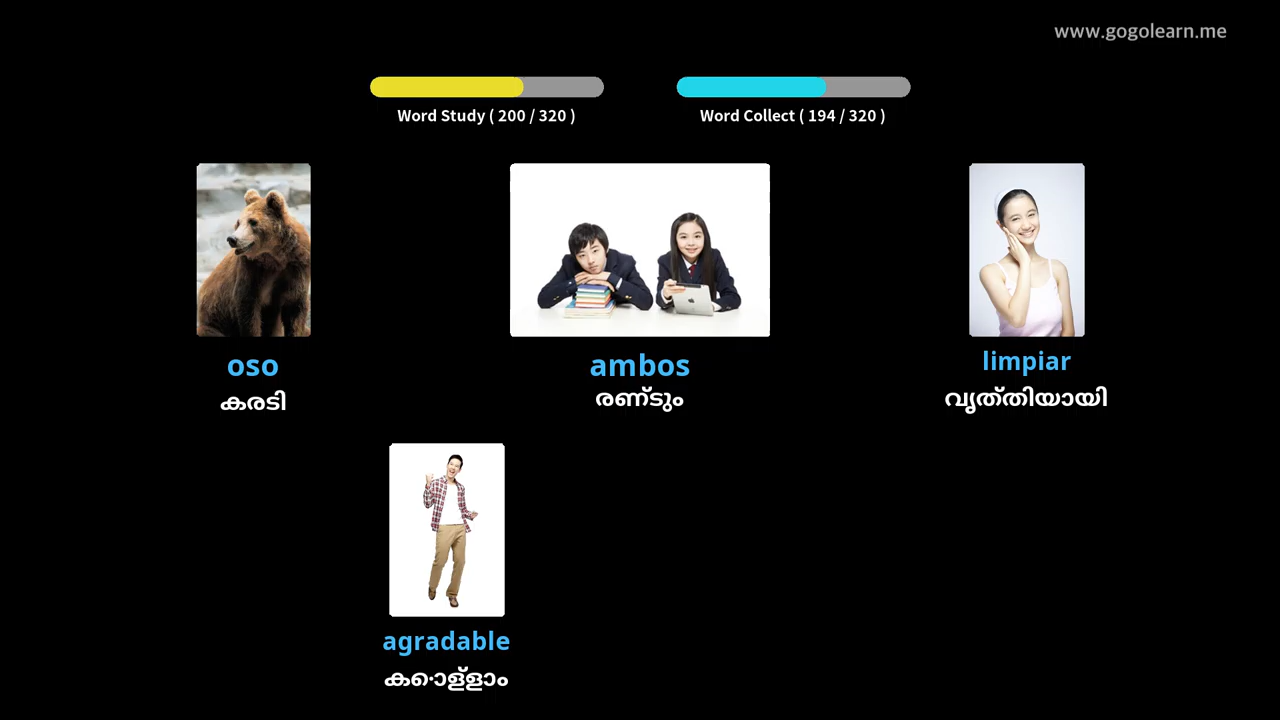 www.gogolearn.me
Word Study ( 200 / 320 )
Word Collect ( 194 / 320 )
oso
കരടി
ambos
രണ്ടും
limpiar
വൃത്തിയായി
agradable
കൊള്ളാം